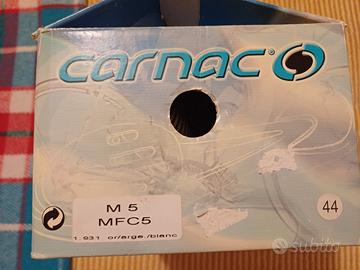 carnac®
M 5
MFC5
1 931 or/arge./blanc
44
subito